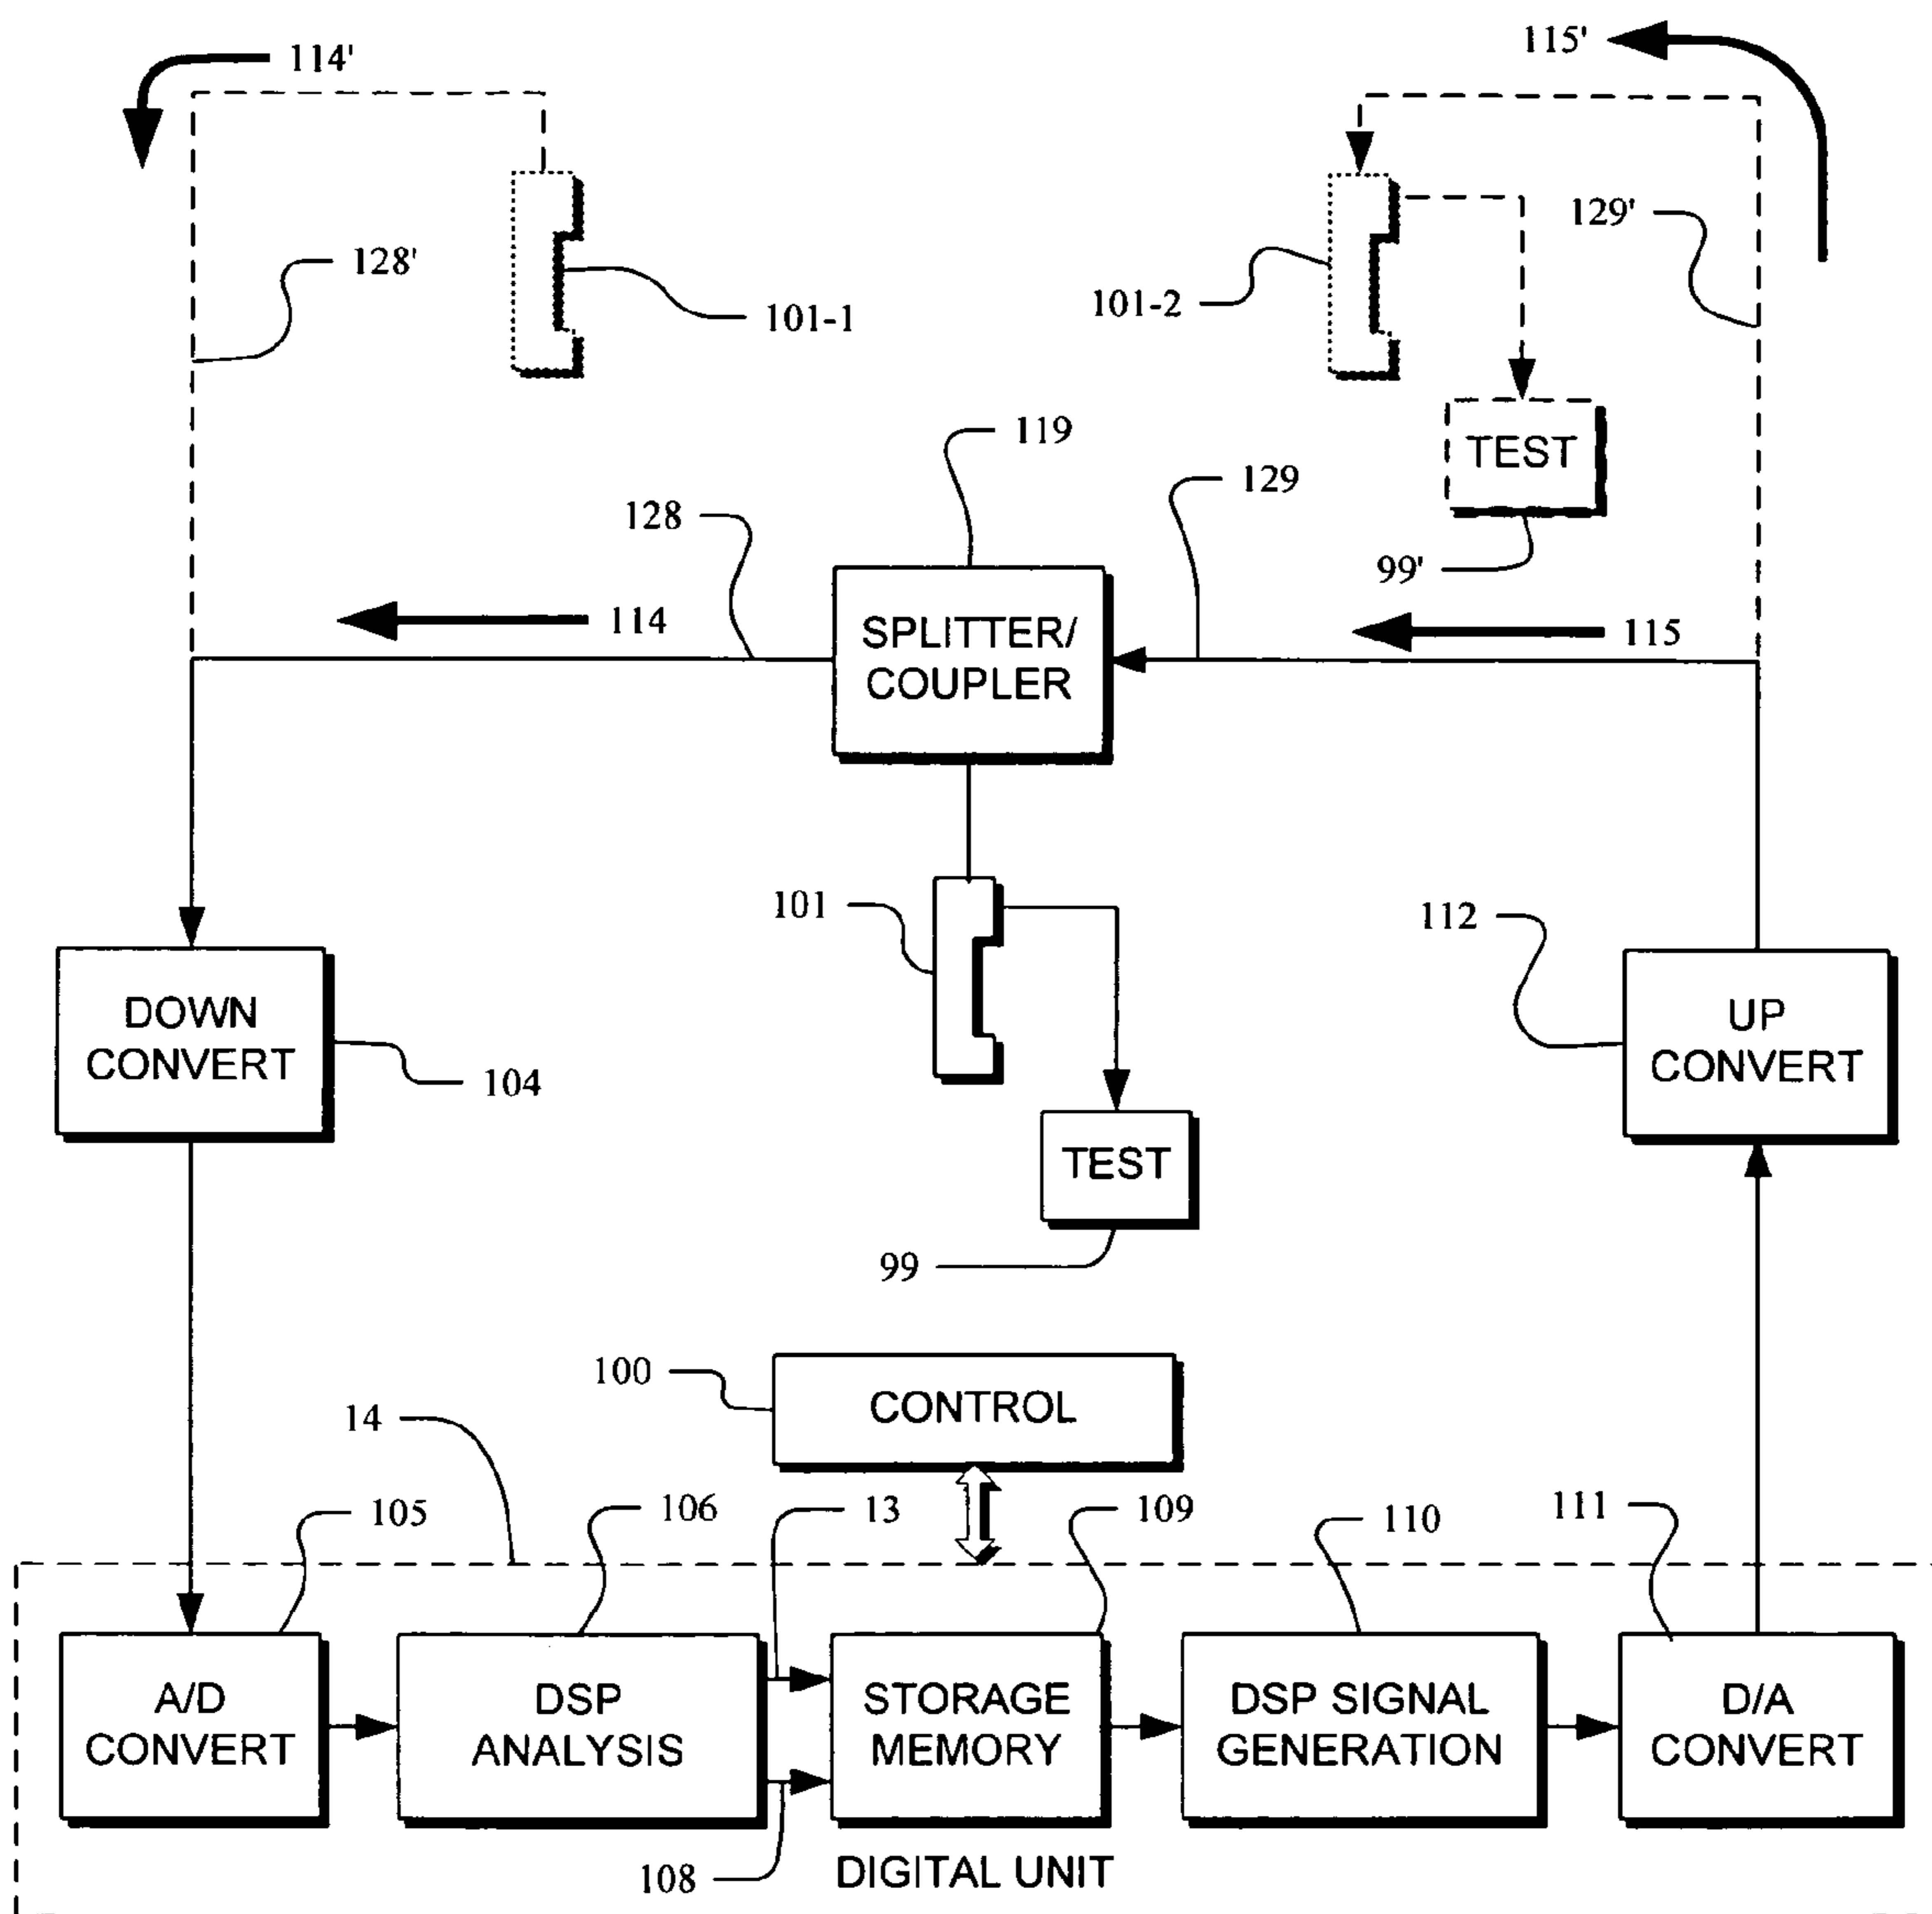 114'
115'
128'
129'
101-1
101-2
TEST
119
129
128
99'
114
SPLITTER/
COUPLER
115
101
112
DOWN
CONVERT
UP
CONVERT
104
TEST
99
100
CONTROL
14
105
106
13
109
110
111
A/D
CONVERT
DSP
ANALYSIS
STORAGE
MEMORY
DSP SIGNAL
GENERATION
D/A
CONVERT
108
DIGITAL UNIT